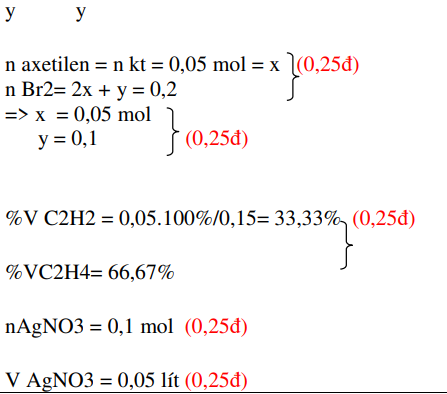 y y
n axetilen = n kt = 0,05 mol = x (0,25đ)
n Br2= 2x + y = 0,2
=> x = 0,05 mol
y = 0,1 (0,25đ)
%V C2H2 = 0,05.100%/0,15= 33,33% (0,25đ)
%VC2H4= 66,67%
nAgNO3 = 0,1 mol (0,25đ)
V AgNO3 = 0,05 lít (0,25đ)